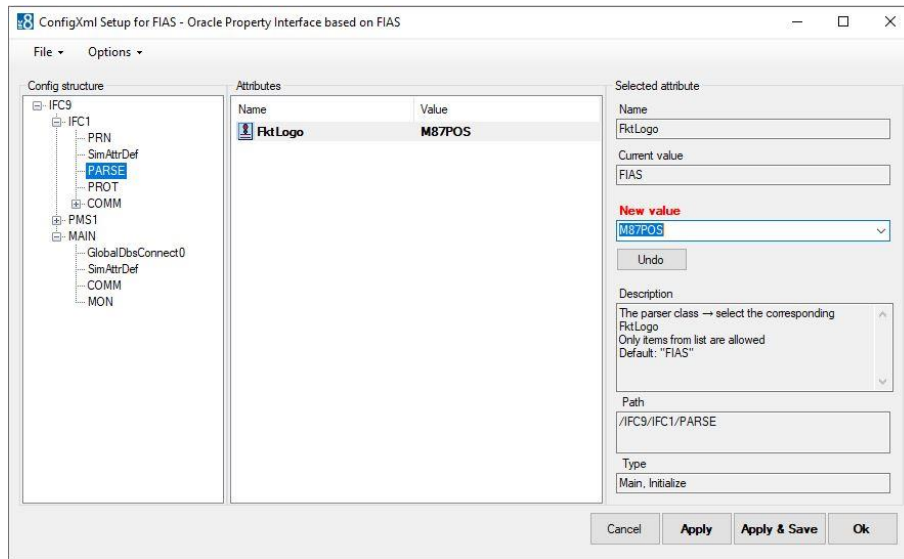 ConfigXml Setup for FIAS - Oracle Property Interface based on FIAS
File
Options
Config structure
IFC9
IFC1
PRN
SimAttrDef
PARSE
PROT
COMM
PMS1
MAIN
GlobalDbsConnect0
SimAttrDef
COMM
MON
Attributes
Name Value
FktLogo M87POS
Selected attribute
Name
FktLogo
Current value
FIAS
New value
M87POS
Undo
Description
The parser class → select the corresponding
FktLogo
Only items from list are allowed
Default: "FIAS"
Path
/IFC9/IFC1/PARSE
Type
Main, Initialize
Cancel Apply Apply & Save Ok